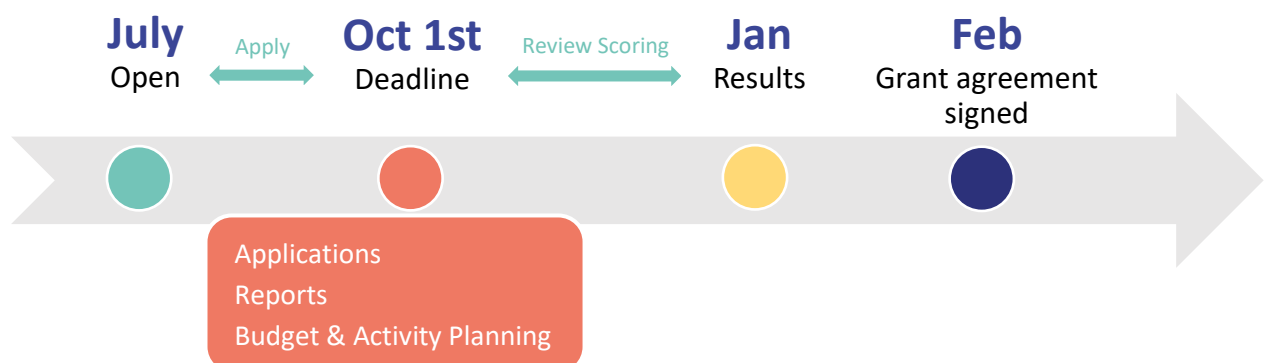 July
Open
Apply
Oct 1st
Deadline
Review Scoring
Jan
Results
Feb
Grant agreement
signed
Applications
Reports
Budget & Activity Planning